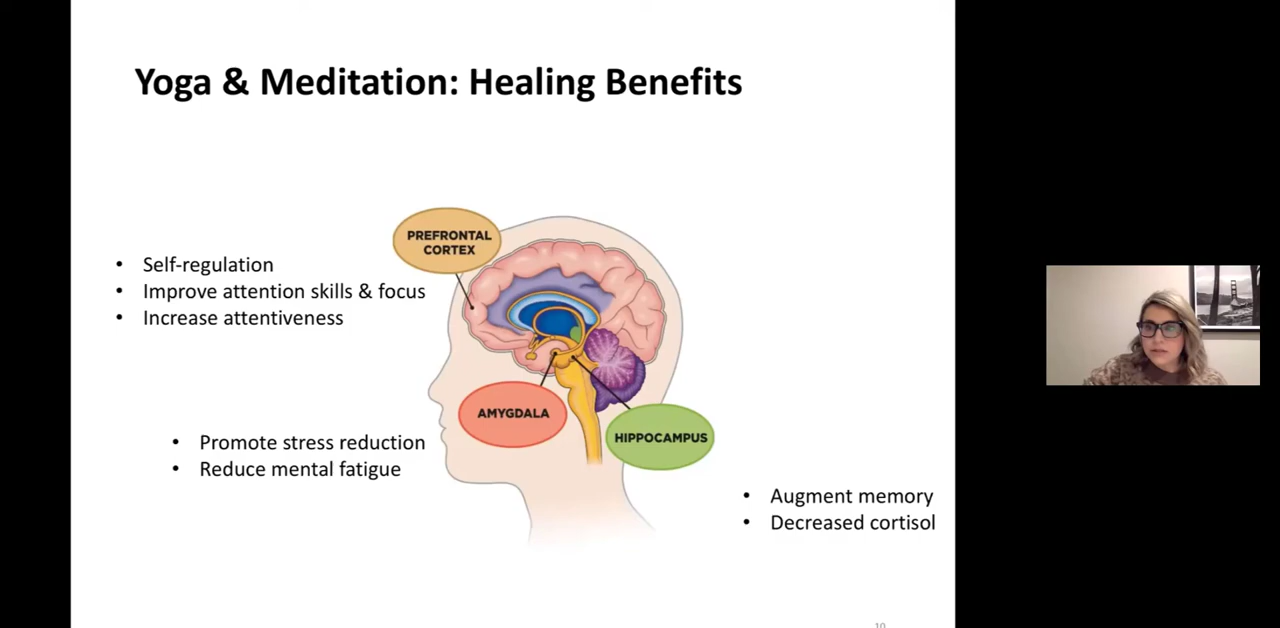 Yoga & Meditation: Healing Benefits
PREFRONTAL
CORTEX
• Self-regulation
• Improve attention skills & focus
• Increase attentiveness
AMYGDALA
HIPPOCAMPUS
• Promote stress reduction
• Reduce mental fatigue
• Augment memory
• Decreased cortisol
10